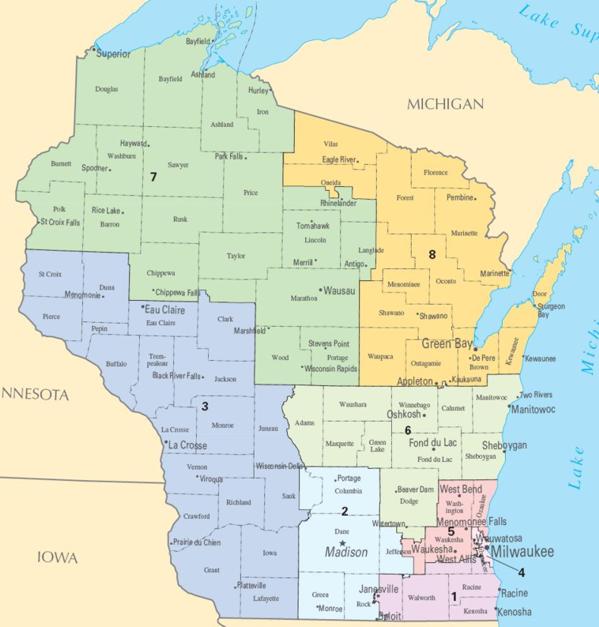 Lake Sup
Bayfield
Superior
Bayfield
Ashland
Hurley
Douglas
Iron
Ashland
MICHIGAN
Vilas
Hayward
Washburn
Eagle River
Burnett
Sawyer
Park Falls
Spooner
Florence
7
Oneida
Price
Forest
Pembine
Rhinelander
Polk
Rice Lake
Barron
Rusk
St Croix Falls
Tomahawk
Marinette
Lincoln
Langlade
8
Taylor
Merrill
Antigo
Marinette
St Croix
Chippewa
Oconto
Dunn
Menominee
Door
Menomonie
Chippewa Falls
Wausau
Marathon
Sturgeon
Bay
Eau Claire
Shawano
Shawano
Pierce
Eau Claire
Clark
Pepin
Marshfield
Green Bay
Stevens Point
Kewaunee
Buffalo
Trem-
pealeau
Wood
Portage
Waupaca
Outagamie
De Pere
Brown
Kewaunee
Wisconsin Rapids
Black River Falls
Jackson
Appleton
Kaukauna
NNESOTA
Waushara
Winnebago
Manitowoc
Two Rivers
3
Adams
Oshkosh
Calumet
Manitowoc
La Crosse
Monroe
Juneau
6
La Crosse
Marquette
Green
Lake
Fond du Lac
Fond du Lac
Sheboygan
Sheboygan
Vernon
Wisconsin Dells
Viroqua
Portage
Richland
Sauk
Columbia
Beaver Dam
Dodge
West Bend
Wash-
ington
Ozaukee
Crawford
2
Watertown
Menomonee Falls
Dane
5
Prairie du Chien
Iowa
Madison
Jefferson
Waukesha
Waukesha
Wauwatosa
West Allis
Milwaukee
IOWA
Grant
4
Platteville
Lafayette
Green
Monroe
Janesville
Rock
Walworth
1
Racine
Racine
Beloit
Kenosha
Kenosha
Lake
Michi